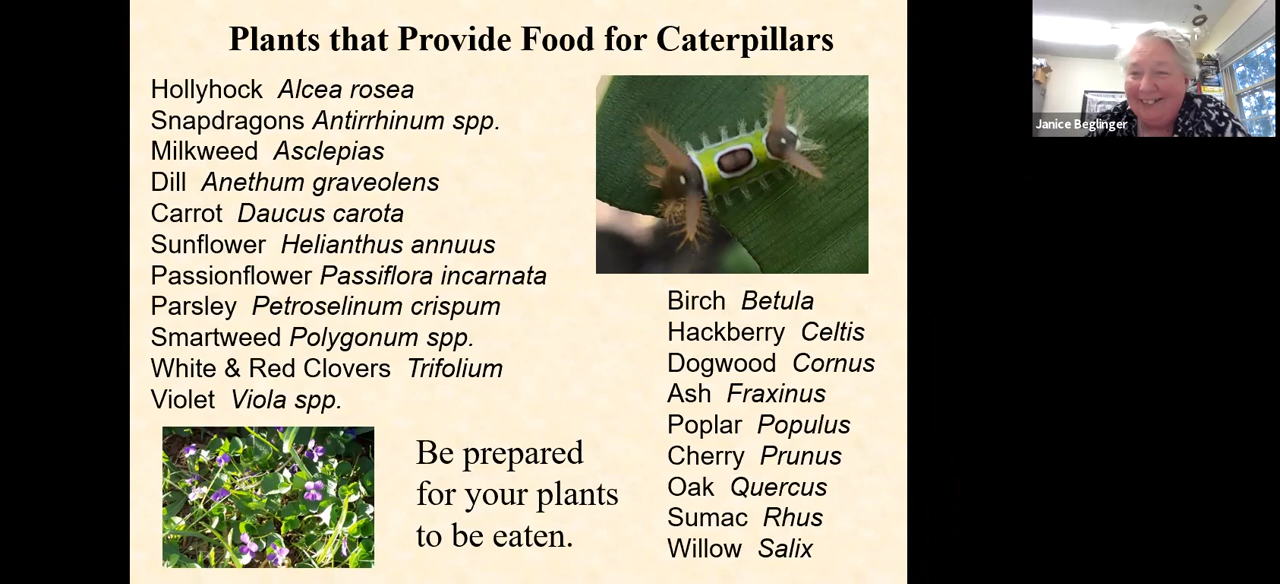 Plants that Provide Food for Caterpillars
Hollyhock Alcea rosea
Snapdragons Antirrhinum spp.
Milkweed Asclepias
Dill Anethum graveolens
Carrot Daucus carota
Sunflower Helianthus annuus
Passionflower Passiflora incarnata
Parsley Petroselinum crispum
Smartweed Polygonum spp.
White & Red Clovers Trifolium
Violet Viola spp.
Be prepared
for your plants
to be eaten.
Birch Betula
Hackberry Celtis
Dogwood Cornus
Ash Fraxinus
Poplar Populus
Cherry Prunus
Oak Quercus
Sumac Rhus
Willow Salix
Janice Beglinger